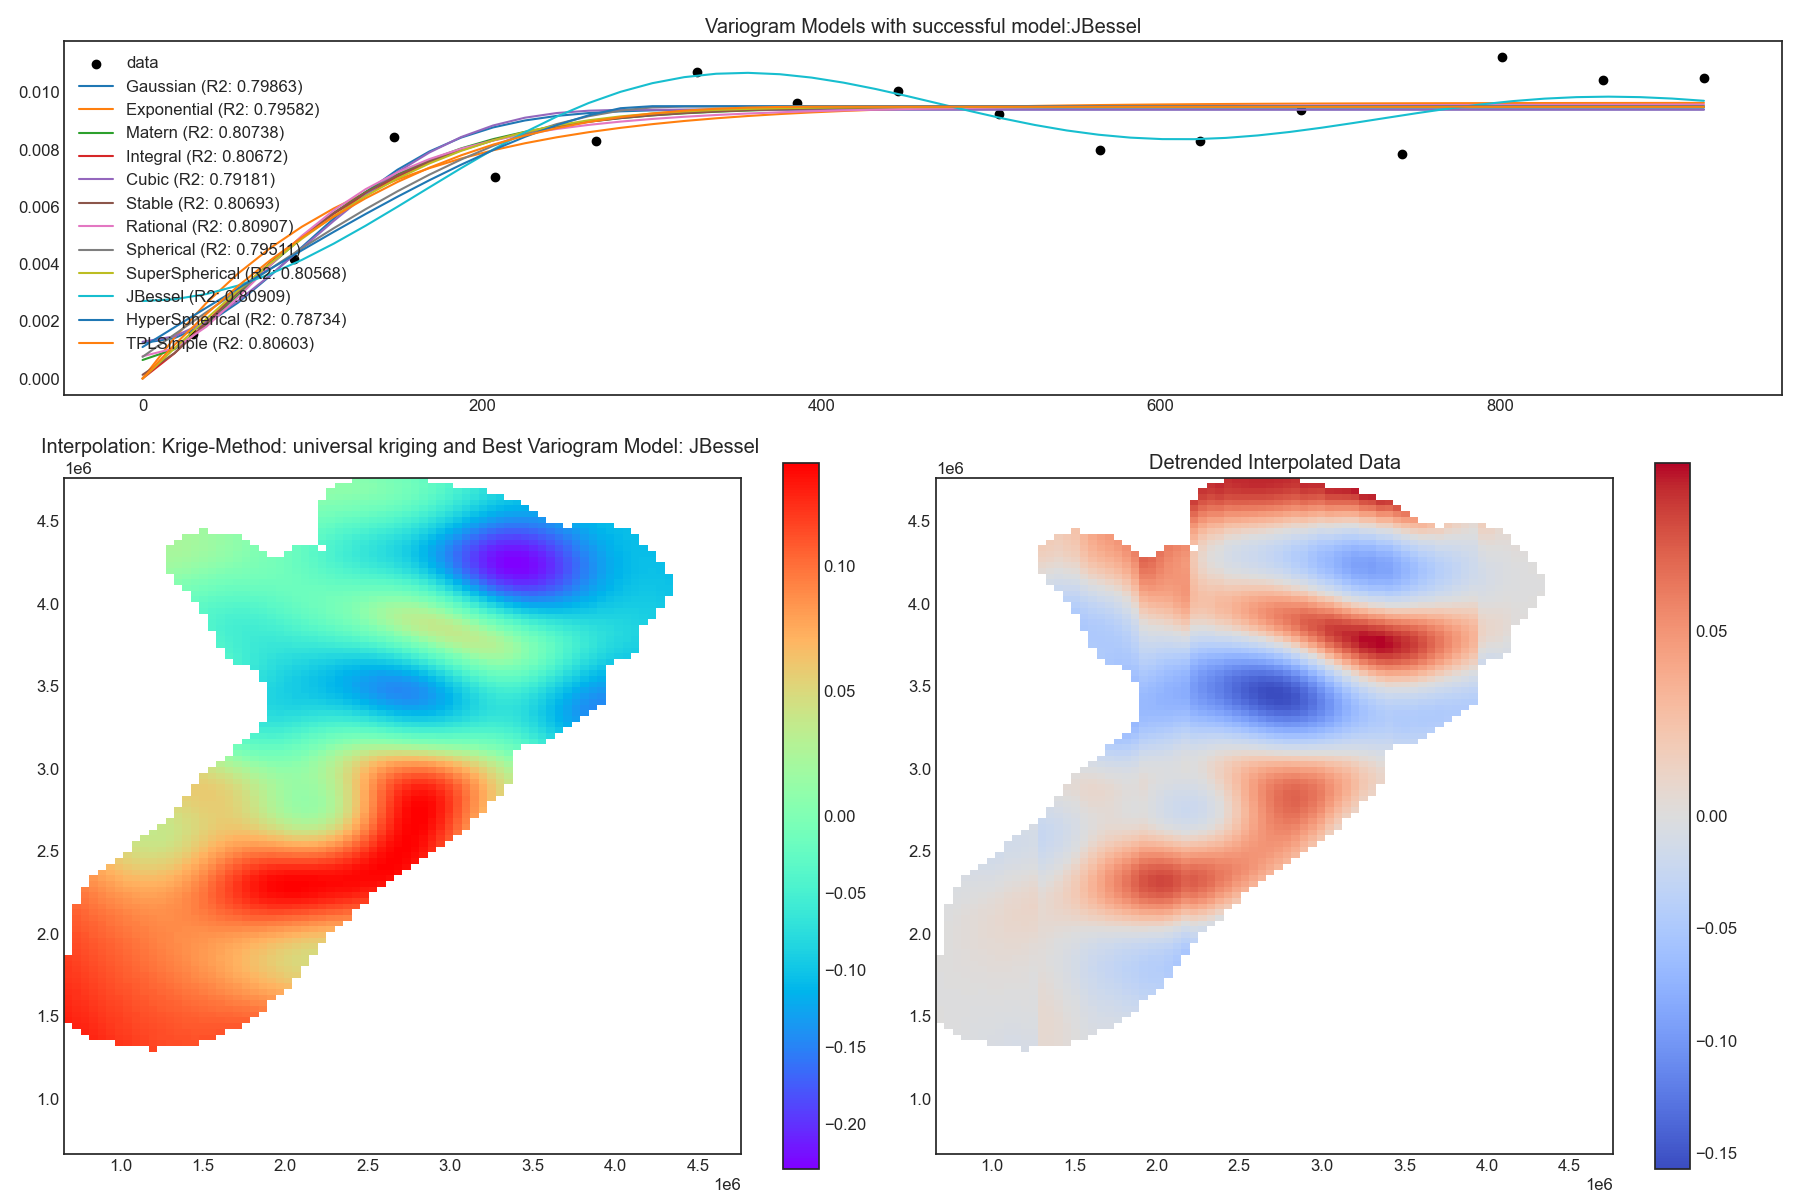 Variogram Models with successful model:JBessel
0.010
0.008
0.006
0.004
0.002
0.000
data
Gaussian (R2: 0.79863)
Exponential (R2: 0.79582)
Matern (R2: 0.80738)
Integral (R2: 0.80672)
Cubic (R2: 0.79181)
Stable (R2: 0.80693)
Rational (R2: 0.80907)
Spherical (R2: 0.79511)
SuperSpherical (R2: 0.80568)
JBessel (R2: 0.80909)
HyperSpherical (R2: 0.78734)
TPLSimple (R2: 0.80603)
0 200 400 600 800
Interpolation: Krige-Method: universal kriging and Best Variogram Model: JBessel
1e6
4.5
4.0
3.5
3.0
2.5
2.0
1.5
1.0
1.0 1.5 2.0 2.5 3.0 3.5 4.0 4.5
1e6
0.10
0.05
0.00
−0.05
−0.10
−0.15
−0.20
Detrended Interpolated Data
1e6
4.5
4.0
3.5
3.0
2.5
2.0
1.5
1.0
1.0 1.5 2.0 2.5 3.0 3.5 4.0 4.5
1e6
0.05
0.00
−0.05
−0.10
−0.15